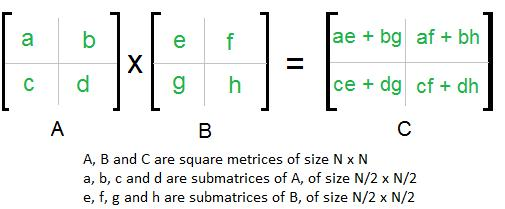 a b e f ae + bg af + bh
X =
c d g h ce + dg cf + dh
A B C
A, B and C are square metrices of size N x N
a, b, c and d are submatrices of A, of size N/2 x N/2
e, f, g and h are submatrices of B, of size N/2 x N/2